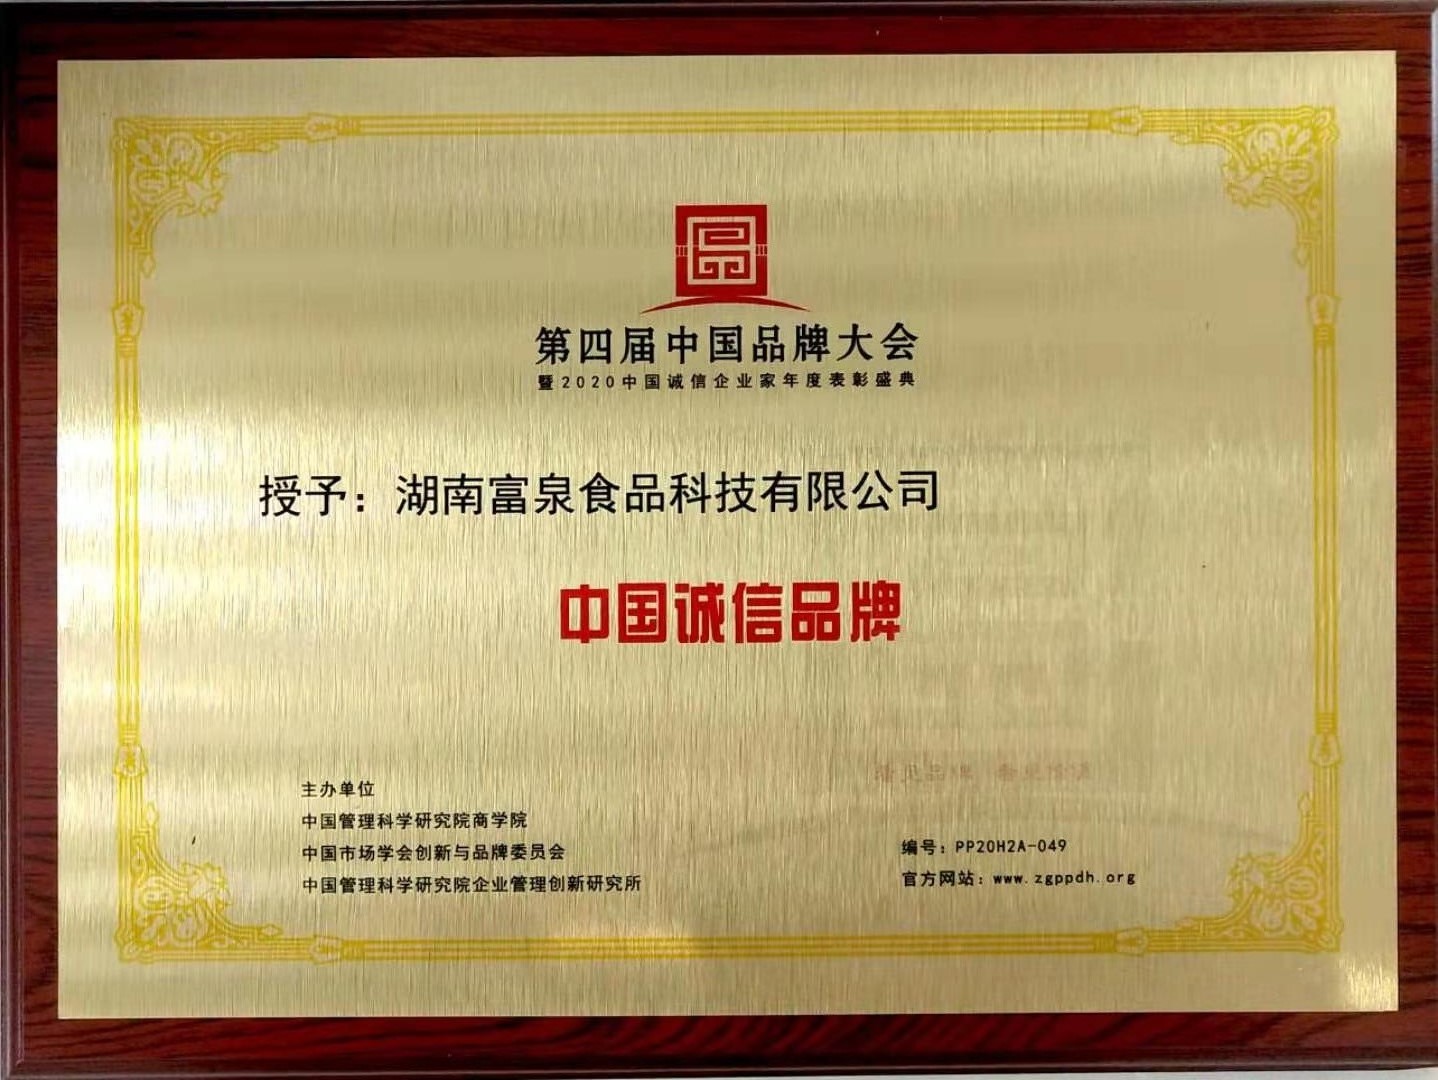 第四届中国品牌大会
暨2020中国诚信企业家年度表彰盛典
授予：湖南富泉食品科技有限公司
中国诚信品牌
主办单位
中国管理科学研究院商学院
中国市场学会创新与品牌委员会
中国管理科学研究院企业管理创新研究所
编号：PP20H2A-049
官方网站：www.zgppdh.org